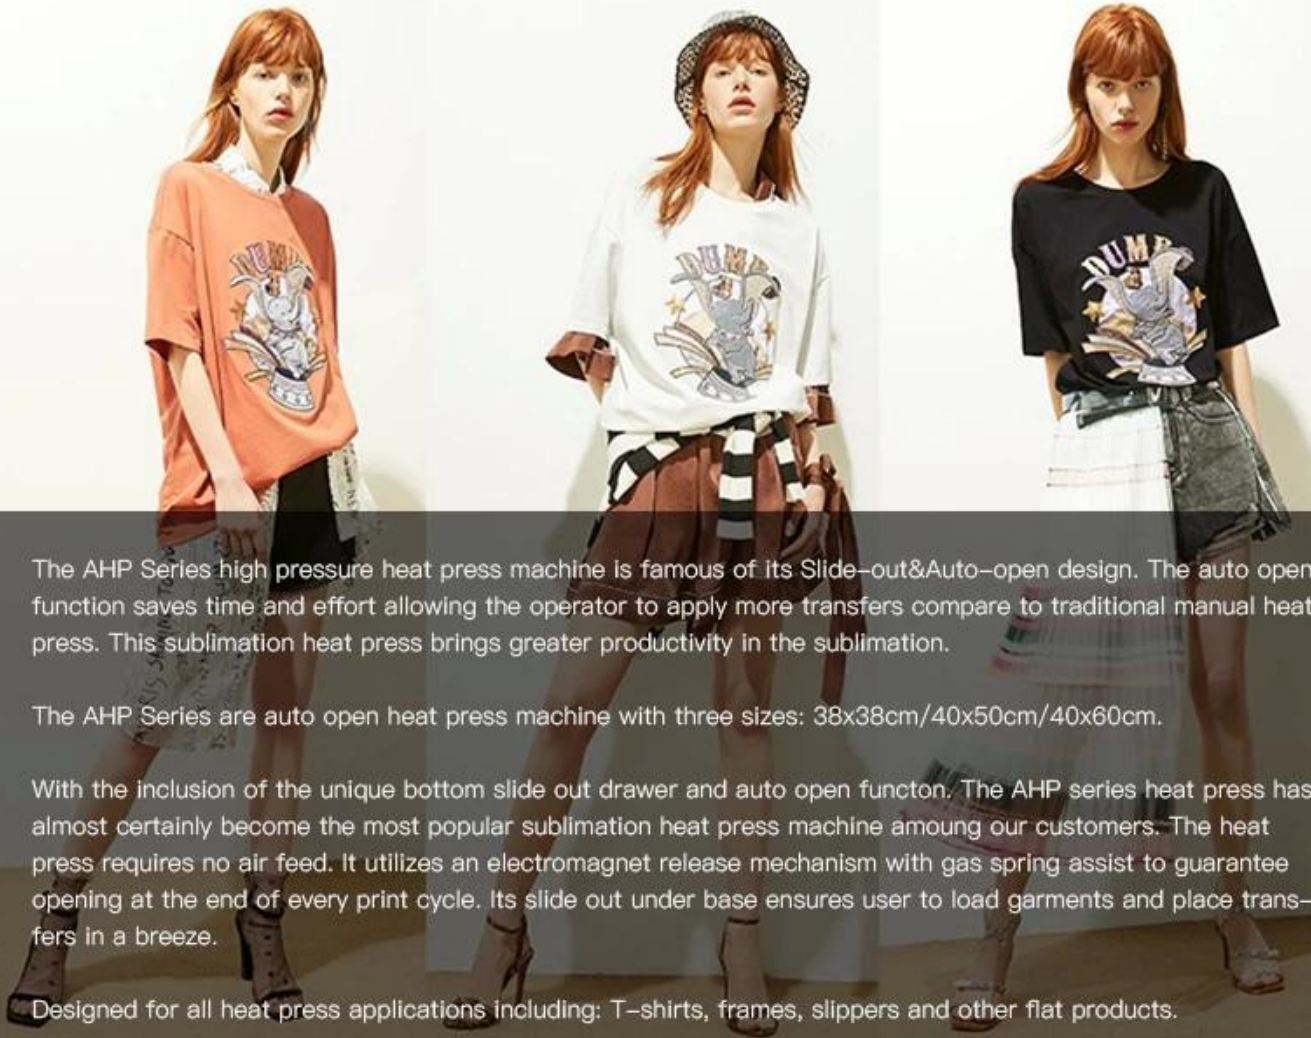 DUMB
DUMB
DUMB
The AHP Series high pressure heat press machine is famous of its Slide-out&Auto-open design. The auto open
function saves time and effort allowing the operator to apply more transfers compare to traditional manual heat
press. This sublimation heat press brings greater productivity in the sublimation.
The AHP Series are auto open heat press machine with three sizes: 38x38cm/40x50cm/40x60cm.
With the inclusion of the unique bottom slide out drawer and auto open functon. The AHP series heat press has
almost certainly become the most popular sublimation heat press machine amoung our customers. The heat
press requires no air feed. It utilizes an electromagnet release mechanism with gas spring assist to guarantee
opening at the end of every print cycle. Its slide out under base ensures user to load garments and place trans-
fers in a breeze.
Designed for all heat press applications including: T-shirts, frames, slippers and other flat products.